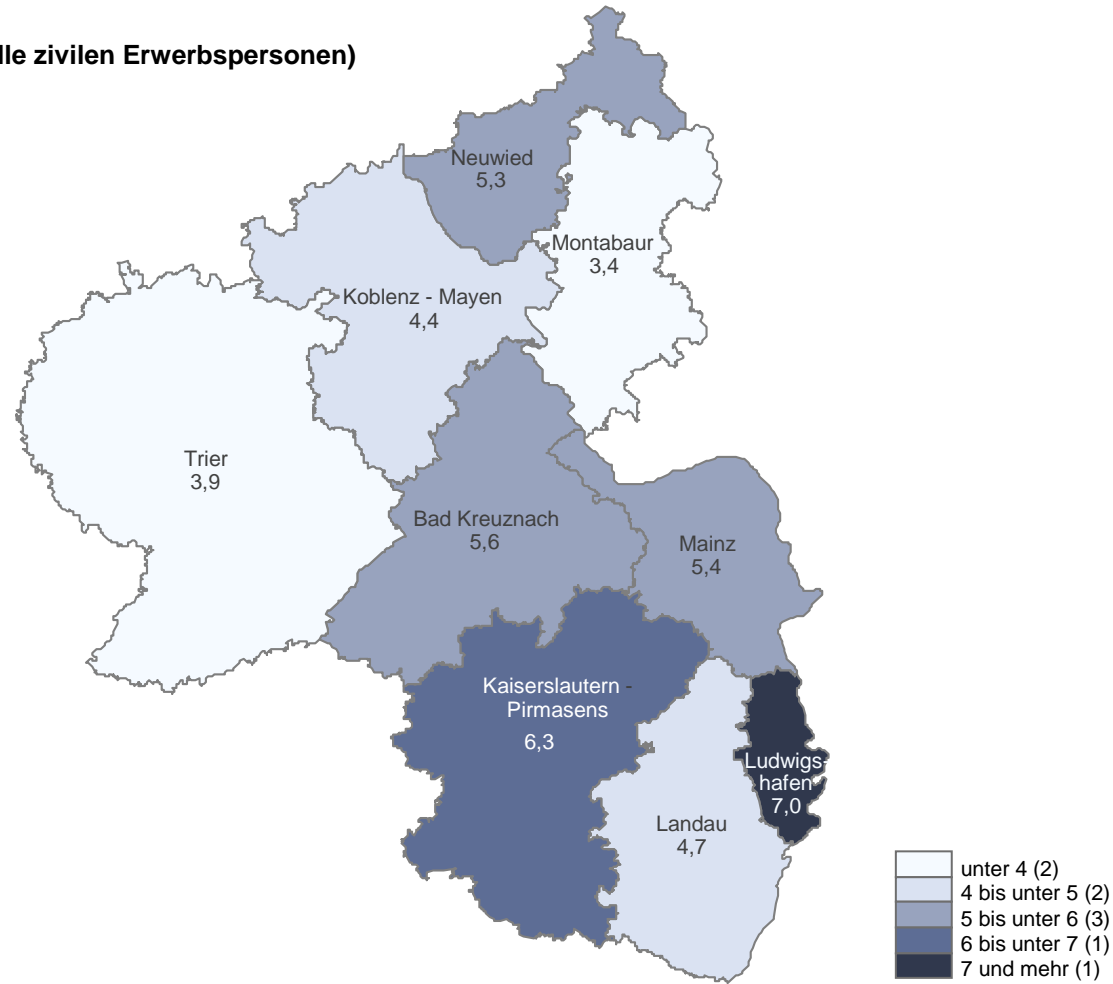 lle zivilen Erwerbspersonen)
Neuwied
5,3
Montabaur
3,4
Koblenz - Mayen
4,4
Trier
3,9
Bad Kreuznach
5,6
Mainz
5,4
Kaiserslautern -
Pirmasens
6,3
Ludwigs-
hafen
7,0
Landau
4,7
unter 4 (2)
4 bis unter 5 (2)
5 bis unter 6 (3)
6 bis unter 7 (1)
7 und mehr (1)